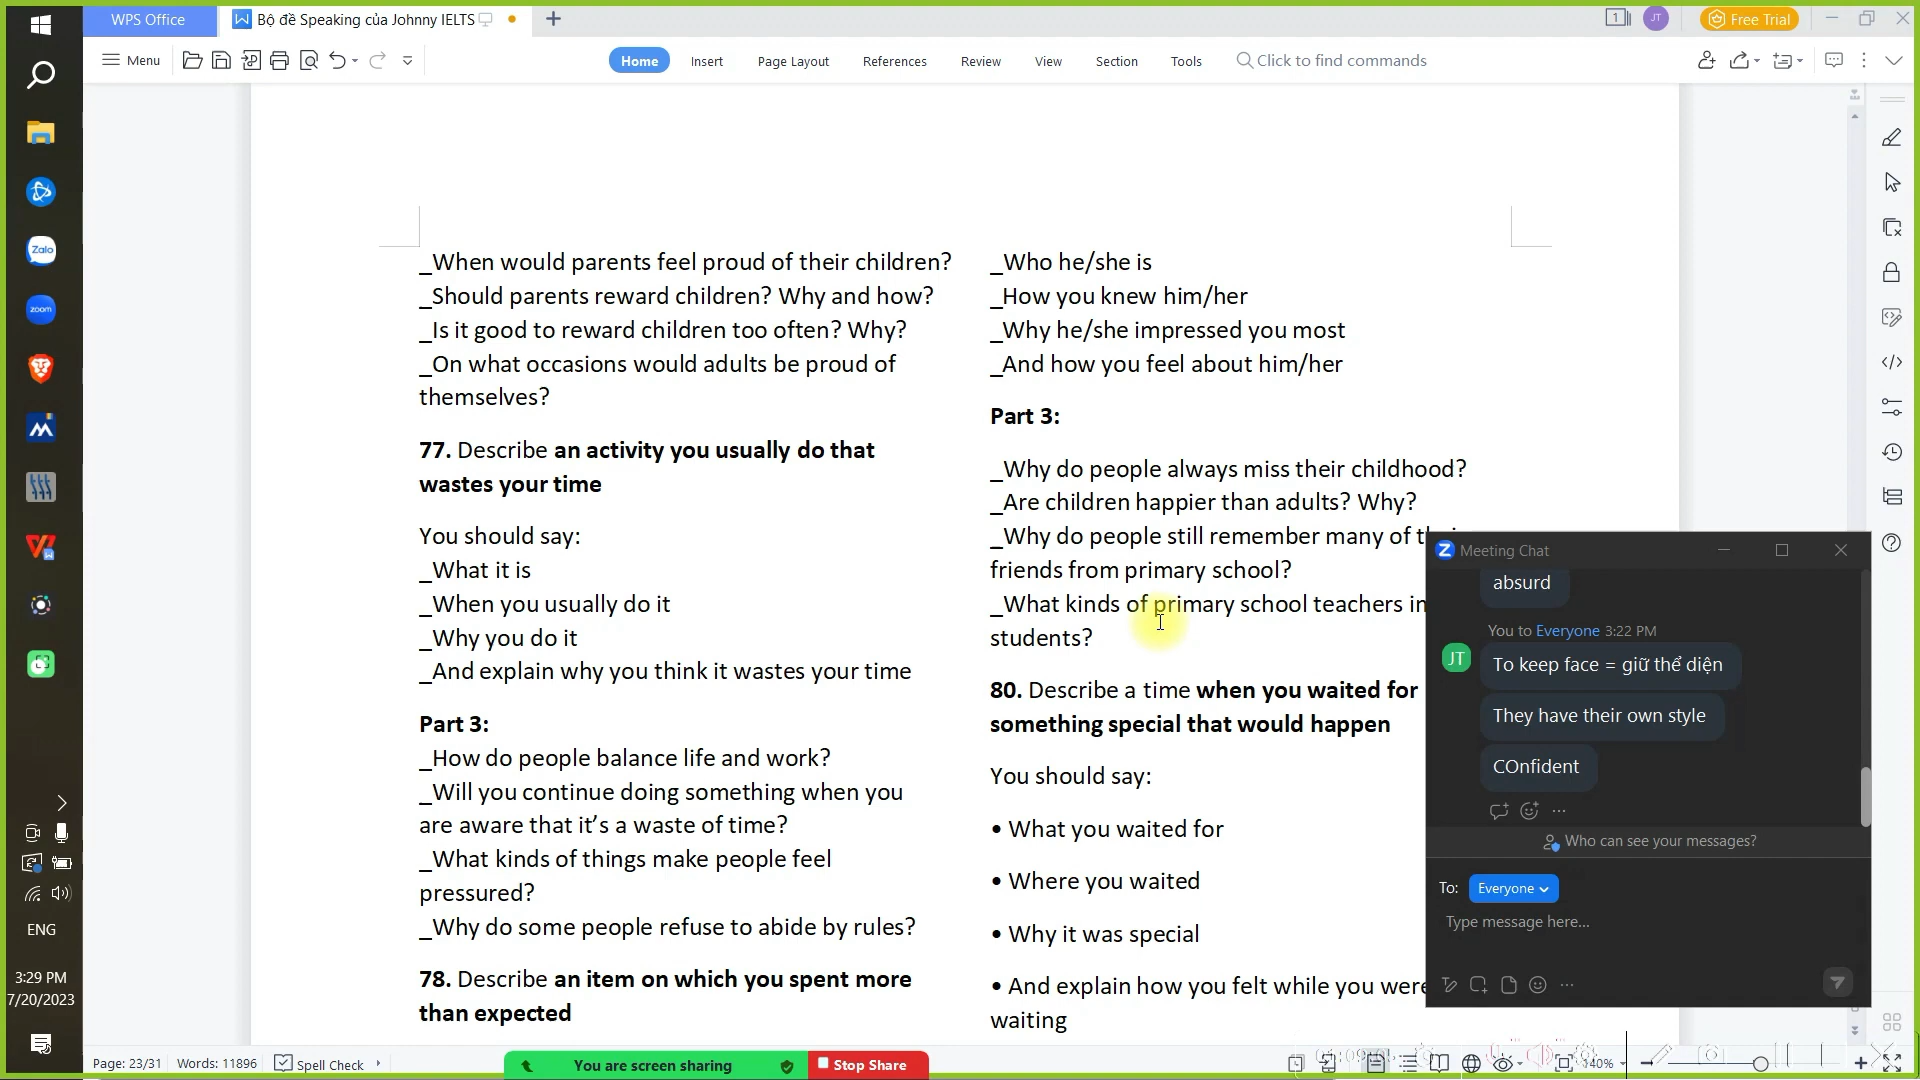 WPS Office
Bộ đề Speaking của Johnny IELTS
JT
Free Trial
Menu
Home
Insert
Page Layout
References
Review
View
Section
Tools
Click to find commands
_When would parents feel proud of their children?
_Should parents reward children? Why and how?
_Is it good to reward children too often? Why?
_On what occasions would adults be proud of
themselves?
77. Describe an activity you usually do that
wastes your time
You should say:
_What it is
_When you usually do it
_Why you do it
_And explain why you think it wastes your time
Part 3:
_How do people balance life and work?
_Will you continue doing something when you
are aware that it’s a waste of time?
_What kinds of things make people feel
pressured?
_Why do some people refuse to abide by rules?
78. Describe an item on which you spent more
than expected
_Who he/she is
_How you knew him/her
_Why he/she impressed you most
_And how you feel about him/her
Part 3:
_Why do people always miss their childhood?
_Are children happier than adults? Why?
_Why do people still remember many of
friends from primary school?
_What kinds of primary school teachers
students?
80. Describe a time when you waited for
something special that would happen
You should say:
• What you waited for
• Where you waited
• Why it was special
• And explain how you felt while you were
waiting
Meeting Chat
absurd
You to Everyone 3:22 PM
JT
To keep face = giữ thể diện
They have their own style
COnfident
Who can see your messages?
To: Everyone
Type message here...
Zalo
zoom
ENG
3:29 PM
7/20/2023
Page: 23/31
Words: 11896
Spell Check
You are screen sharing
Stop Share
140%